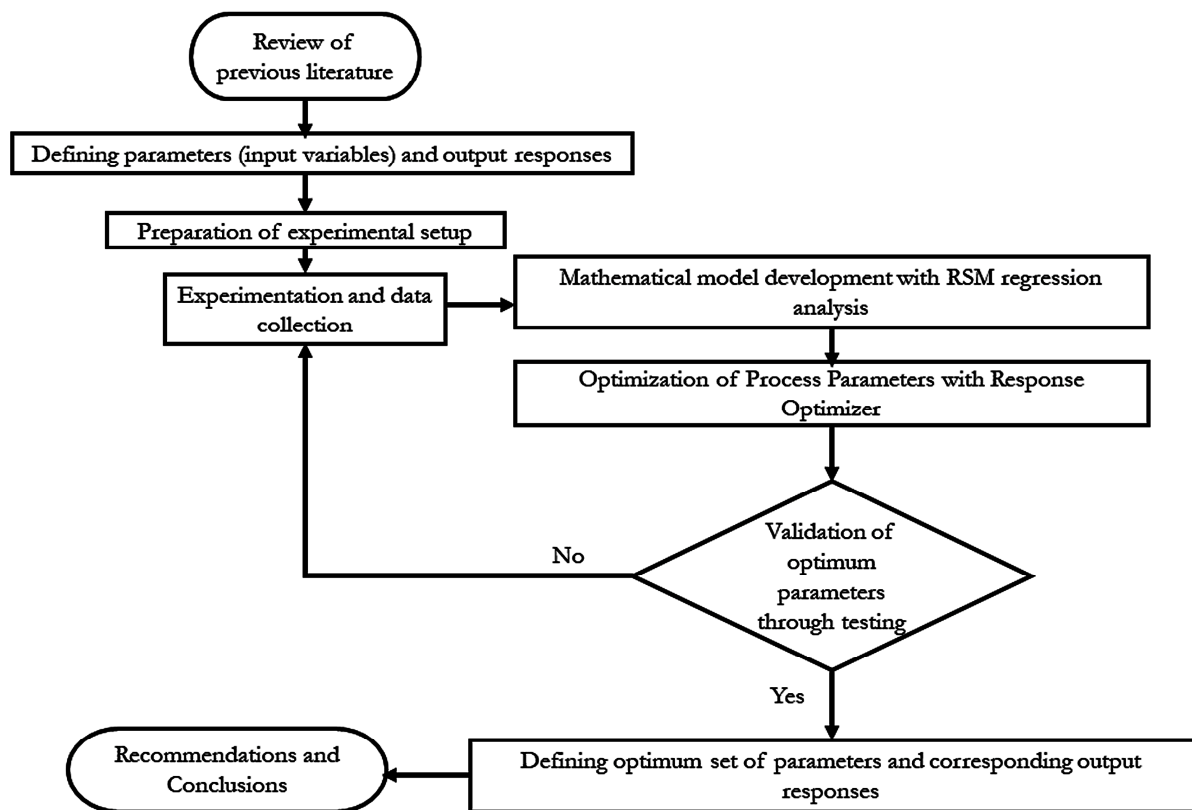 Review of
previous literature
Defining parameters (input variables) and output responses
Preparation of experimental setup
Experimentation and data
collection
Mathematical model development with RSM regression
analysis
Optimization of Process Parameters with Response
Optimizer
Validation of
optimum
parameters
through testing
No
Yes
Defining optimum set of parameters and corresponding output
responses
Recommendations and
Conclusions